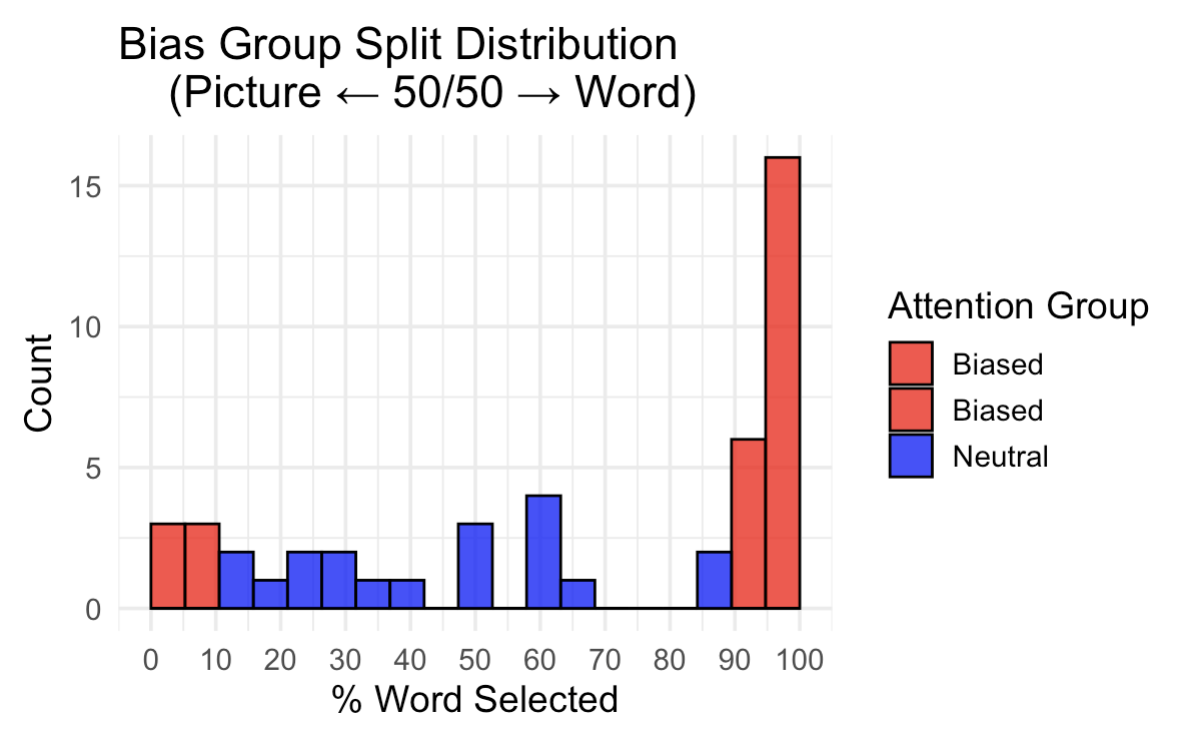 Bias Group Split Distribution
(Picture ← 50/50 → Word)
Count
15
10
5
0
0 10 20 30 40 50 60 70 80 90 100
% Word Selected
Attention Group
Biased
Biased
Neutral